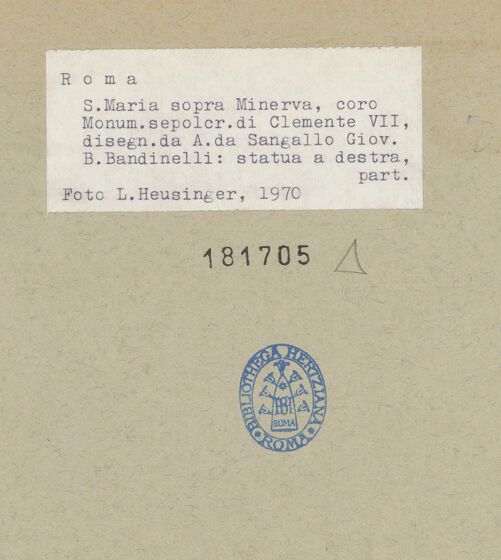 R o m a
S.Maria sopra Minerva, coro
Monum.sepolcr.di Clemente VII,
disegn.da A.da Sangallo Giov.
B.Bandinelli: statua a destra,
part.
Foto L.Heusinger, 1970
181705
BIBLIOTHECA HERTZIANA
BH
ROMA
ROMA